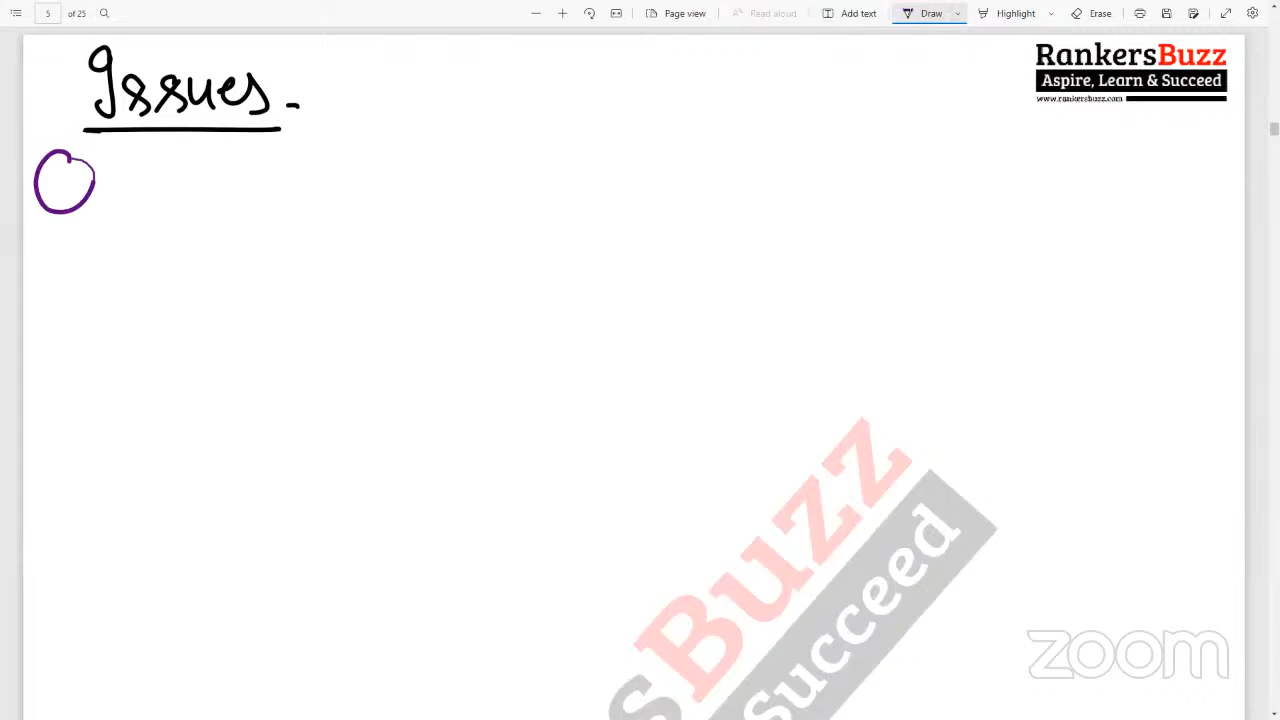 5 of 25 Page view Read aloud Add text Draw Highlight Erase
Issues -
RankersBuzz
Aspire, Learn & Succeed
www.rankersbuzz.com
sBuzz
succeed
zoom